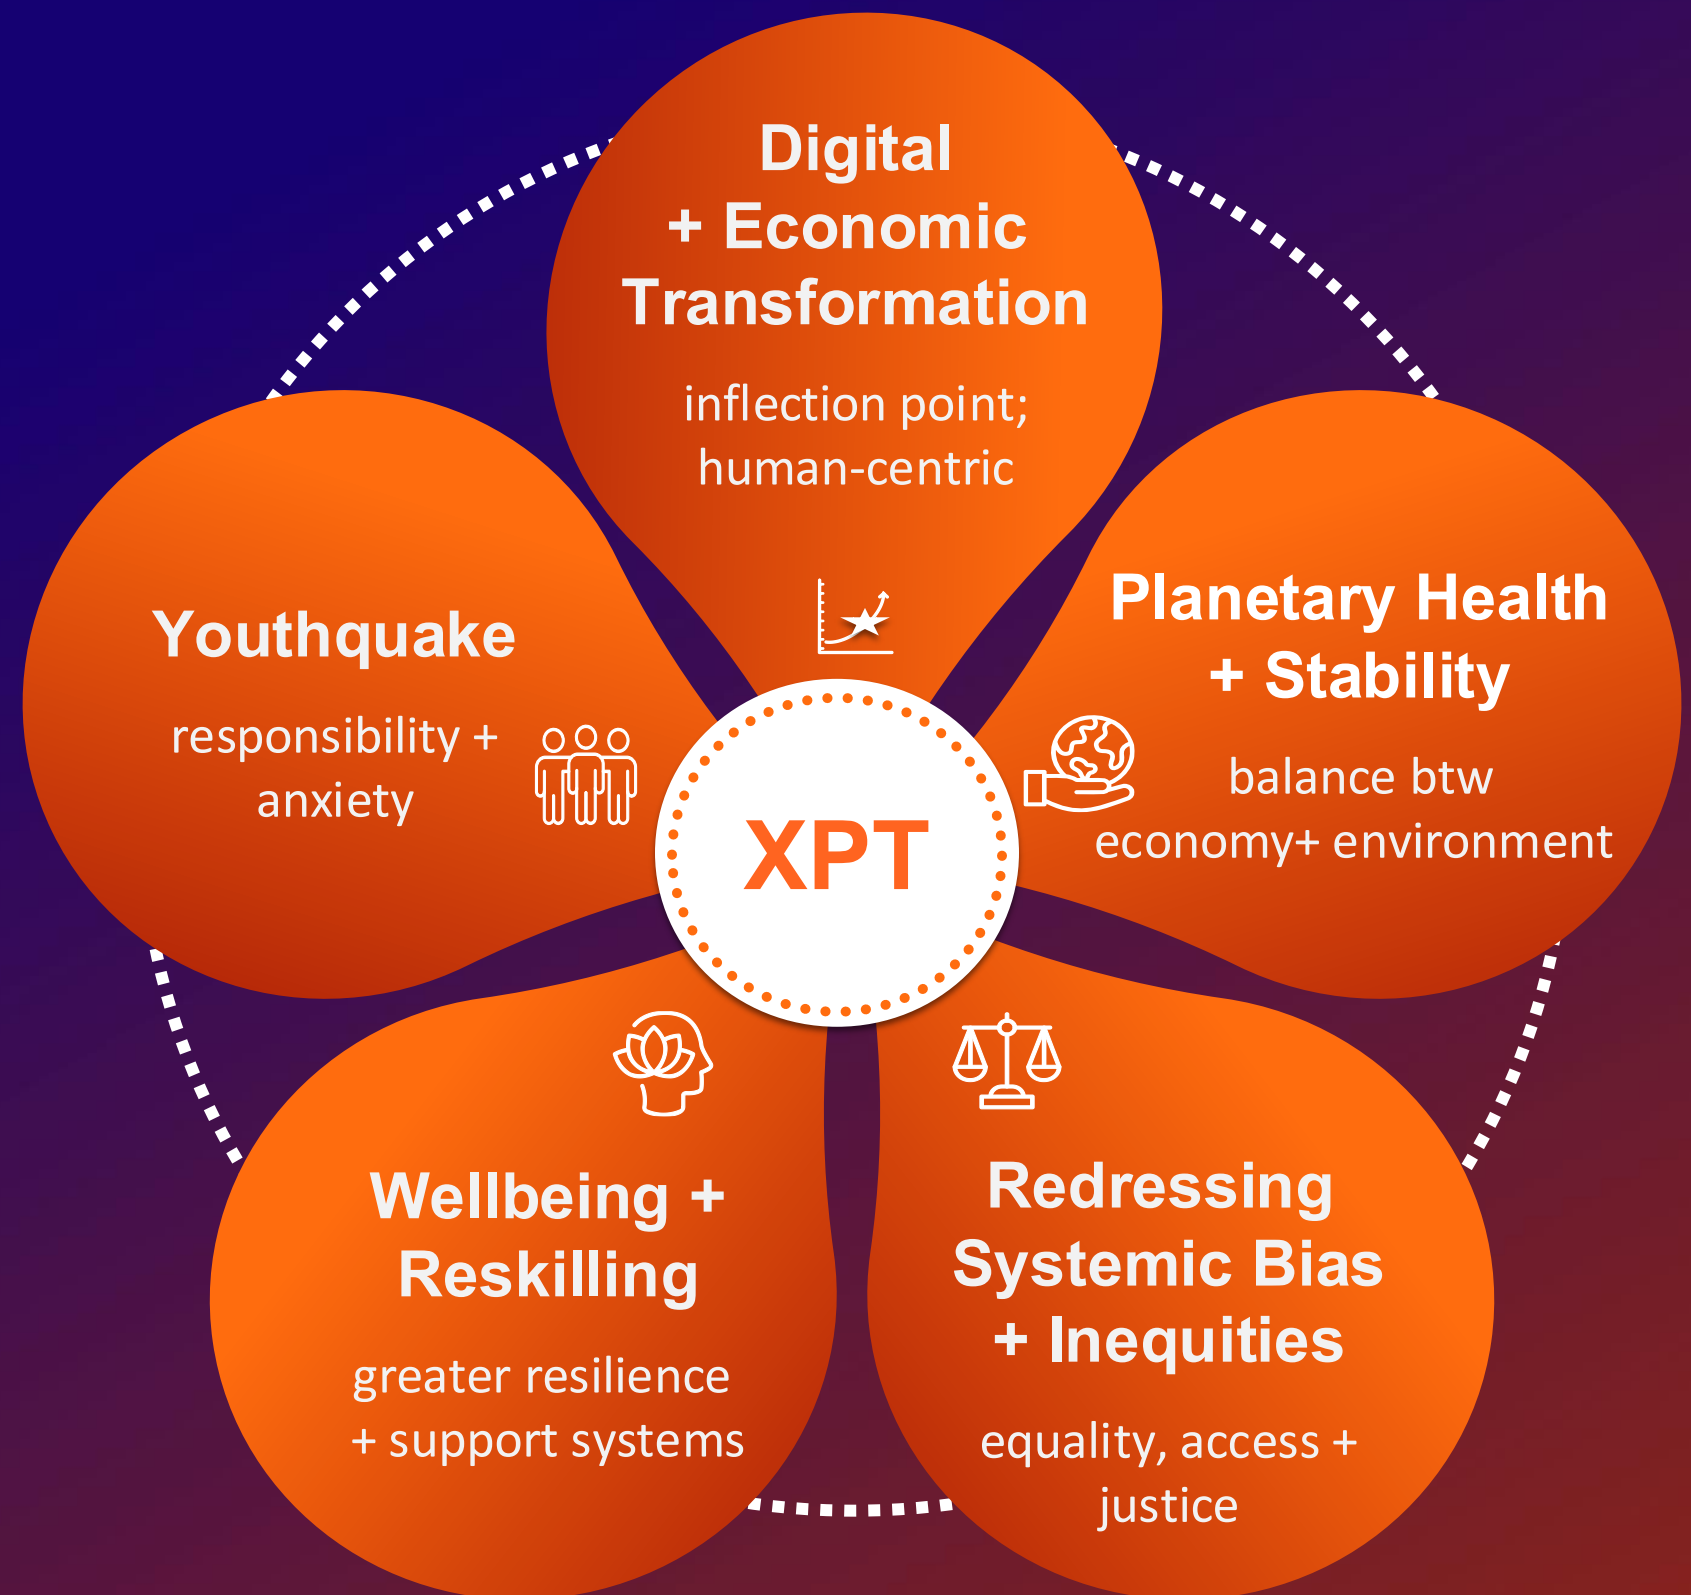 Digital
+ Economic
Transformation
inflection point;
human-centric
Planetary Health
+ Stability
balance btw
economy+ environment
Redressing
Systemic Bias
+ Inequities
equality, access +
justice
Wellbeing +
Reskilling
greater resilience
+ support systems
Youthquake
responsibility +
anxiety
XPT